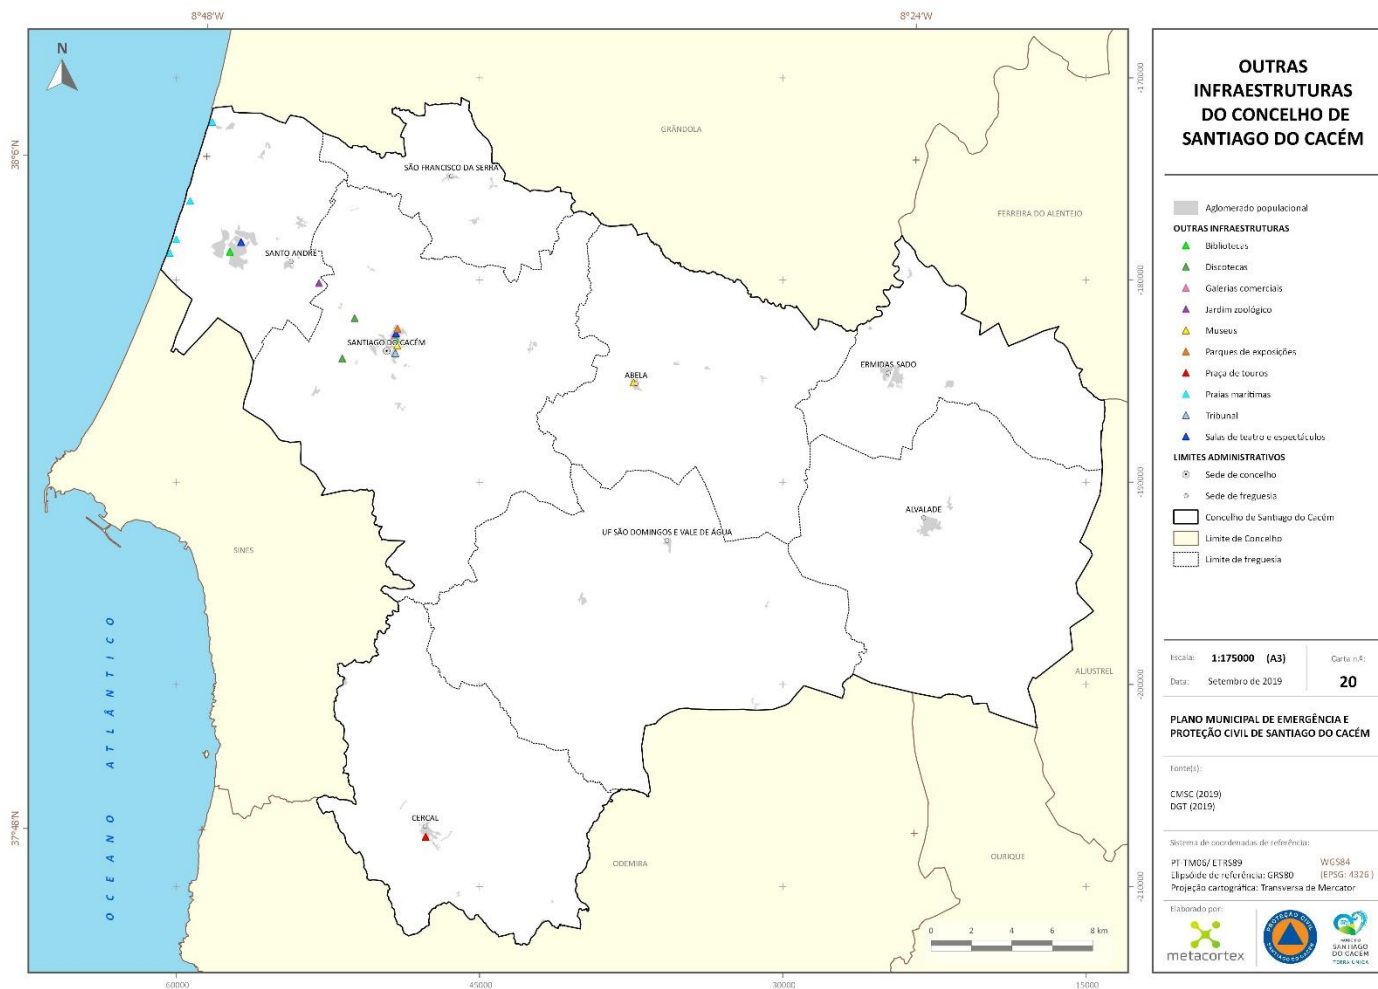 8°48'W
8°24'W
N
-170000
38°6'N
GRÂNDOLA
SÃO FRANCISCO DA SERRA
FERREIRA DO ALENTEJO
SANTO ANDRÉ
-180000
SANTIAGO DO CACÉM
ERMIDAS SADO
ABELA
-190000
ALVALADE
UF SÃO DOMINGOS E VALE DE ÁGUA
SINES
OCEANO ATLÂNTICO
ALJUSTREL
-200000
CERCAL
37°48'N
ODEMIRA
OURIQUE
-210000
0 2 4 6 8 km
60000
45000
30000
15000
OUTRAS
INFRAESTRUTURAS
DO CONCELHO DE
SANTIAGO DO CACÉM
Aglomerado populacional
OUTRAS INFRAESTRUTURAS
Bibliotecas
Discotecas
Galerias comerciais
Jardim zoológico
Museus
Parques de exposições
Praça de touros
Praias marítimas
Tribunal
Salas de teatro e espectáculos
LIMITES ADMINISTRATIVOS
Sede de concelho
Sede de freguesia
Concelho de Santiago do Cacém
Limite de Concelho
Limite de freguesia
Escala: 1:175000 (A3)
Carta n.º:
Data: Setembro de 2019
20
PLANO MUNICIPAL DE EMERGÊNCIA E
PROTEÇÃO CIVIL DE SANTIAGO DO CACÉM
Fonte(s):
CMSC (2019)
DGT (2019)
Sistema de coordenadas de referência:
PT-TM06/ ETRS89 WGS84
Elipsóide de referência: GRS80 (EPSG: 4326 )
Projeção cartográfica: Transversa de Mercator
Elaborado por:
metacortex
PROTEÇÃO CIVIL
SANTIAGO DO CACÉM
MUNICÍPIO
SANTIAGO
DO CACÉM
TERRA ÚNICA